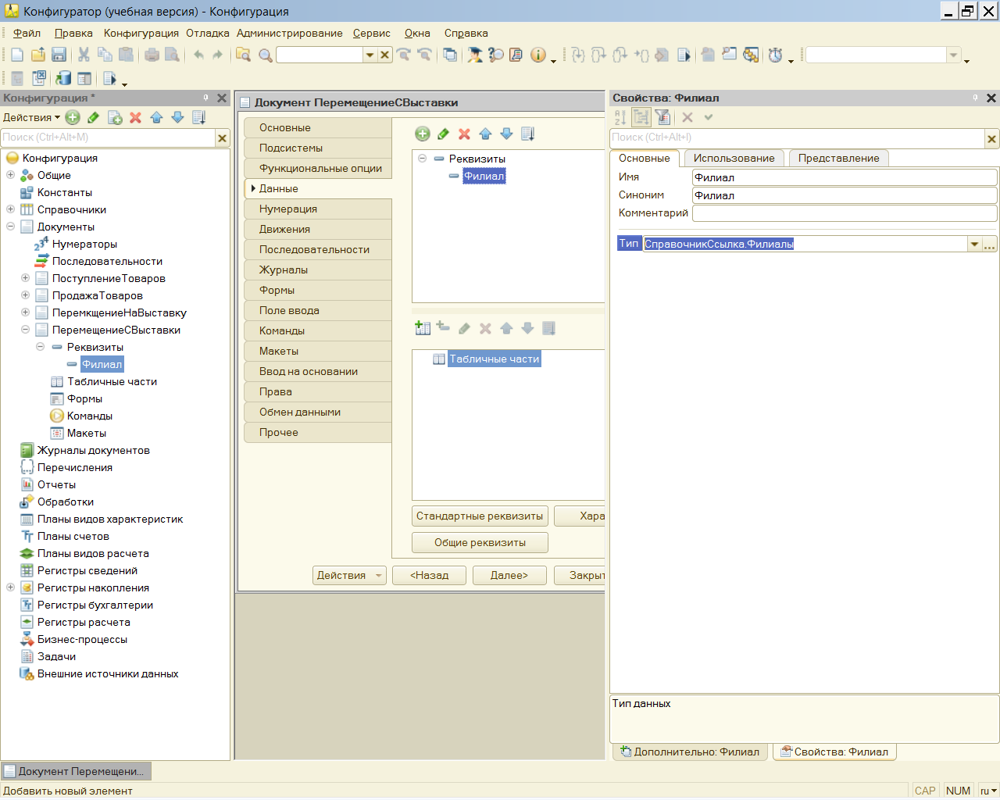 Конфигуратор (учебная версия) - Конфигурация
Файл Правка Конфигурация Отладка Администрирование Сервис Окна Справка
Конфигурация *
Действия
Поиск (Ctrl+Alt+M)
Конфигурация
Общие
Константы
Справочники
Документы
Нумераторы
Последовательности
ПоступлениеТоваров
ПродажаТоваров
ПеремкщениеНаВыставку
ПеремещениеСВыставки
Реквизиты
Филиал
Табличные части
Формы
Команды
Макеты
Журналы документов
Перечисления
Отчеты
Обработки
Планы видов характеристик
Планы счетов
Планы видов расчета
Регистры сведений
Регистры накопления
Регистры бухгалтерии
Регистры расчета
Бизнес-процессы
Задачи
Внешние источники данных
Документ ПеремещениеСВыставки
Основные
Подсистемы
Функциональные опции
Данные
Нумерация
Движения
Последовательности
Журналы
Формы
Поле ввода
Команды
Макеты
Ввод на основании
Права
Обмен данными
Прочее
Реквизиты
Филиал
Табличные части
Стандартные реквизиты Хара
Общие реквизиты
Действия <Назад Далее> Закрыт
Свойства: Филиал
Поиск (Ctrl+Alt+I)
Основные Использование Представление
Имя Филиал
Синоним Филиал
Комментарий
Тип СправочникСсылка.Филиалы
Тип данных
Дополнительно: Филиал Свойства: Филиал
Документ Перемещени...
Добавить новый элемент CAP NUM ru